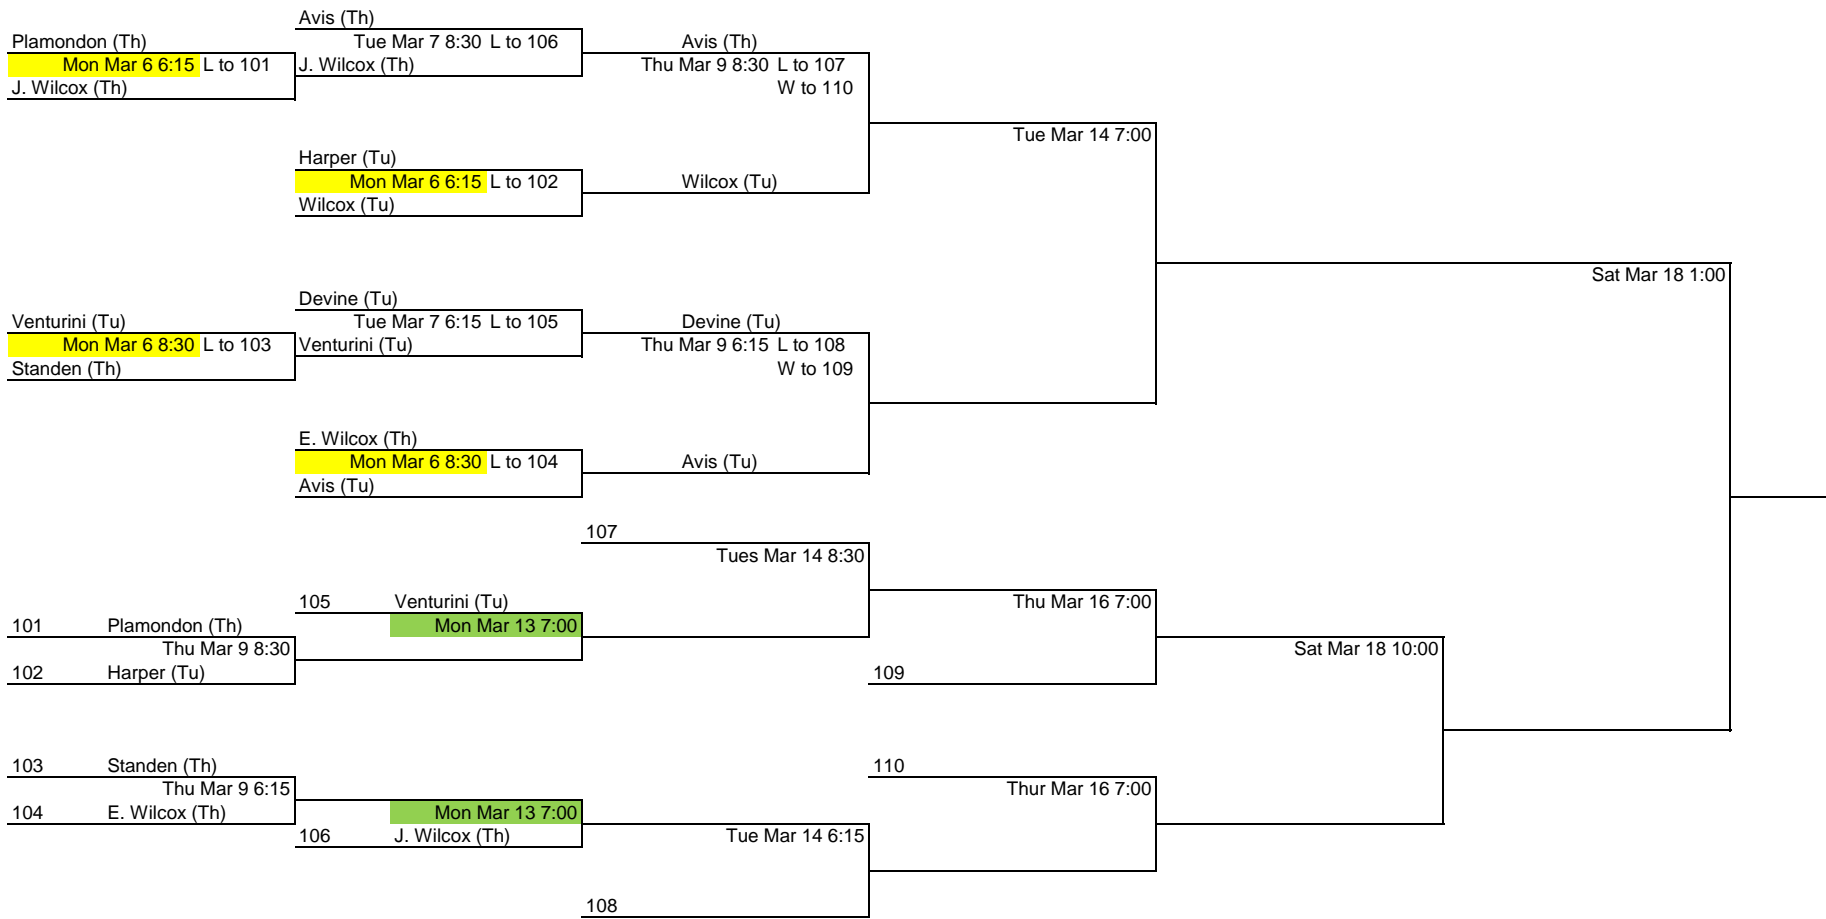 Avis (Th)
Plamondon (Th)
Tue Mar 7 8:30 L to 106
Avis (Th)
Mon Mar 6 6:15 L to 101
J. Wilcox (Th)
Thu Mar 9 8:30 L to 107
J. Wilcox (Th)
W to 110
Tue Mar 14 7:00
Harper (Tu)
Mon Mar 6 6:15 L to 102
Wilcox (Tu)
Wilcox (Tu)
Sat Mar 18 1:00
Devine (Tu)
Venturini (Tu)
Tue Mar 7 6:15 L to 105
Devine (Tu)
Mon Mar 6 8:30 L to 103
Venturini (Tu)
Thu Mar 9 6:15 L to 108
Standen (Th)
W to 109
E. Wilcox (Th)
Mon Mar 6 8:30 L to 104
Avis (Tu)
Avis (Tu)
107
Tues Mar 14 8:30
105 Venturini (Tu)
Thu Mar 16 7:00
101 Plamondon (Th)
Mon Mar 13 7:00
Thu Mar 9 8:30
Sat Mar 18 10:00
102 Harper (Tu)
109
103 Standen (Th)
110
Thu Mar 9 6:15
Thur Mar 16 7:00
104 E. Wilcox (Th)
Mon Mar 13 7:00
106 J. Wilcox (Th)
Tue Mar 14 6:15
108